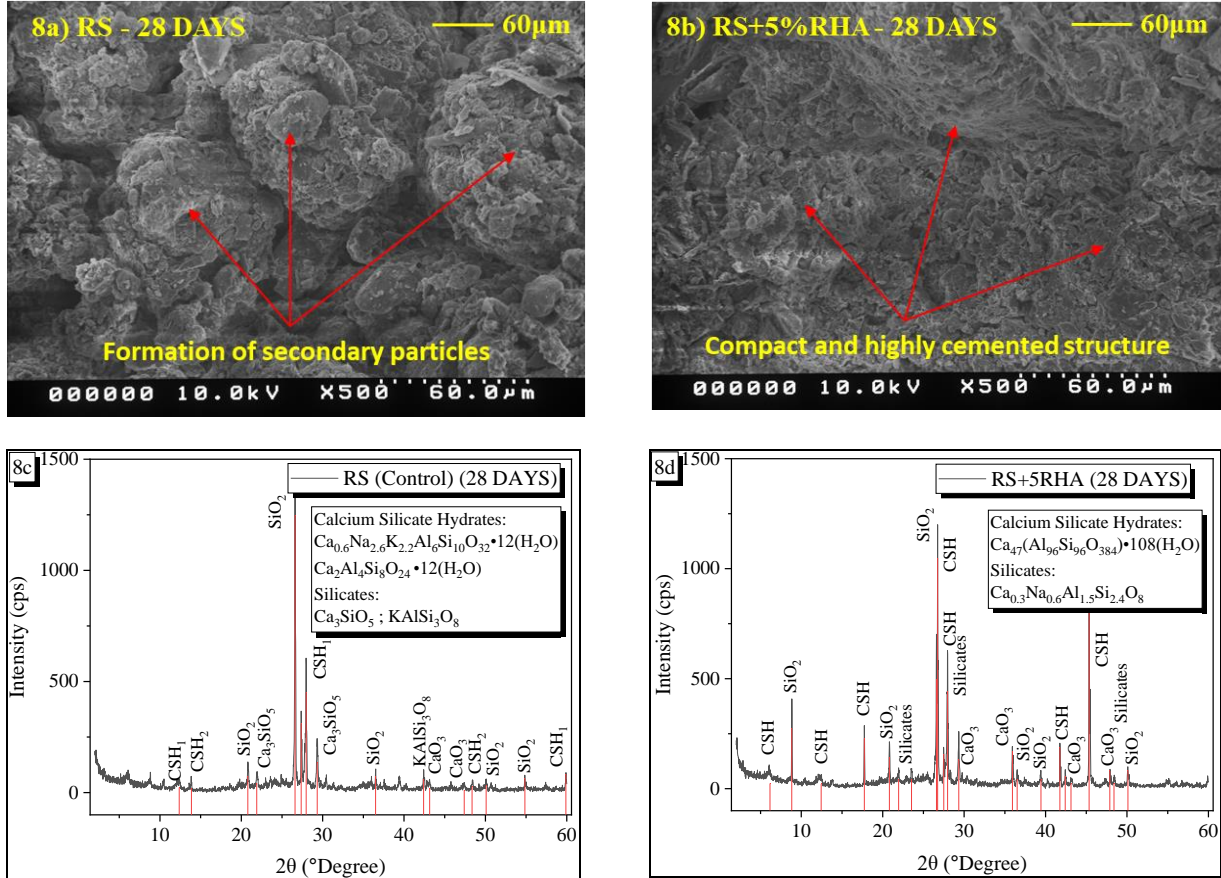 8a) RS - 28 DAYS
60µm
Formation of secondary particles
000000 10.0kV X500 60.0µm
8b) RS+5%RHA - 28 DAYS
60µm
Compact and highly cemented structure
000000 10.0kV X500 60.0µm
8c
RS (Control) (28 DAYS)
Calcium Silicate Hydrates:
Ca₀.₆Na₂.₆K₂.₂Al₆Si₁₀O₃₂•12(H₂O)
Ca₂Al₄Si₈O₂₄•12(H₂O)
Silicates:
Ca₃SiO₅ ; KAlSi₃O₈
Intensity (cps)
1500
1000
500
0
CSH₁
CSH₂
SiO₂
Ca₃SiO₅
SiO₂
CSH₁
Ca₃SiO₅
SiO₂
KAlSi₃O₈
CaO₃
CaO₃
CSH₂
SiO₂
SiO₂
CSH₁
10 20 30 40 50 60
2θ (°Degree)
8d
RS+5RHA (28 DAYS)
Calcium Silicate Hydrates:
Ca₄₇(Al₉₆Si₉₆O₃₈₄)•108(H₂O)
Silicates:
Ca₀.₃Na₀.₆Al₁.₅Si₂.₄O₈
Intensity (cps)
1500
1000
500
0
CSH
SiO₂
CSH
CSH
SiO₂
Silicates
SiO₂
CSH
CSH
Silicates
CaO₃
CaO₃
SiO₂
SiO₂
CSH
CaO₃
CSH
CaO₃
Silicates
SiO₂
10 20 30 40 50 60
2θ (°Degree)